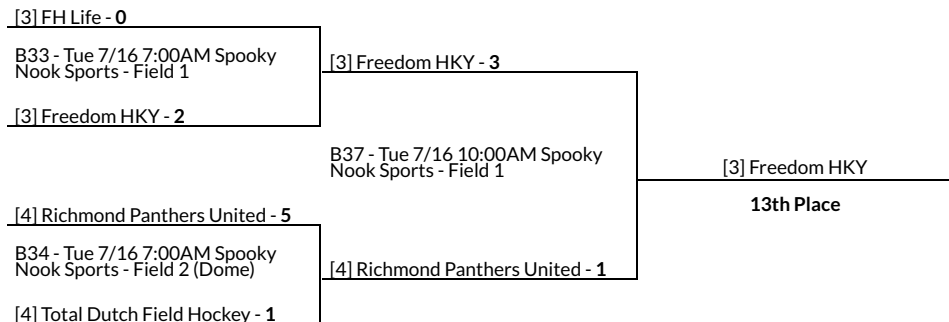 [3] FH Life - 0
B33 - Tue 7/16 7:00AM Spooky
Nook Sports - Field 1
[3] Freedom HKY - 2
[3] Freedom HKY - 3
B37 - Tue 7/16 10:00AM Spooky
Nook Sports - Field 1
[3] Freedom HKY
13th Place
[4] Richmond Panthers United - 5
B34 - Tue 7/16 7:00AM Spooky
Nook Sports - Field 2 (Dome)
[4] Total Dutch Field Hockey - 1
[4] Richmond Panthers United - 1